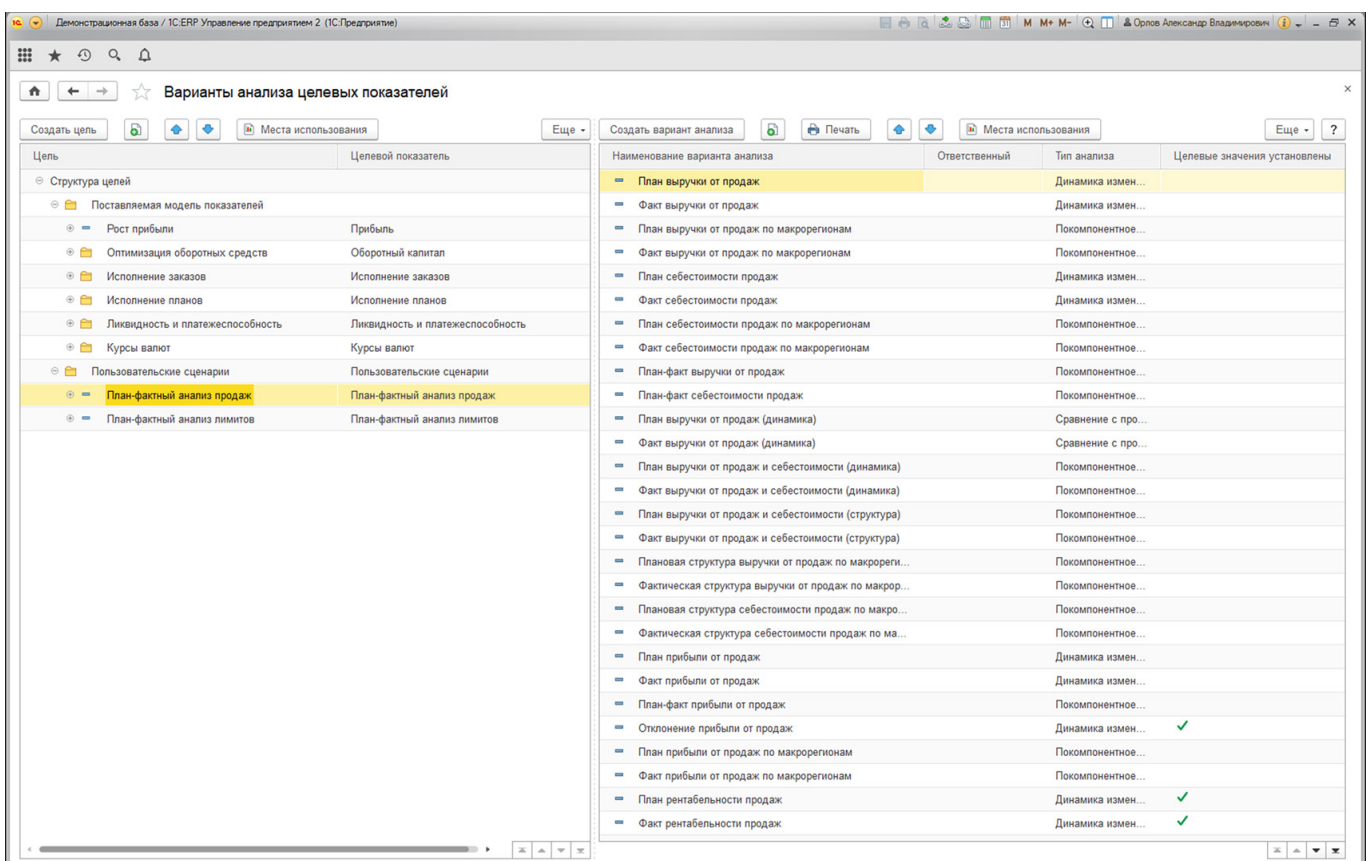 Демонстрационная база / 1С:ERP Управление предприятием 2 (1С:Предприятие)
M M+ M- Орлов Александр Владимирович
Варианты анализа целевых показателей
Создать цель Места использования Еще
Создать вариант анализа Печать Места использования Еще ?
Цель Целевой показатель
Наименование варианта анализа Ответственный Тип анализа Целевые значения установлены
Структура целей
Поставляемая модель показателей
Рост прибыли Прибыль
Оптимизация оборотных средств Оборотный капитал
Исполнение заказов Исполнение заказов
Исполнение планов Исполнение планов
Ликвидность и платежеспособность Ликвидность и платежеспособность
Курсы валют Курсы валют
Пользовательские сценарии Пользовательские сценарии
План-фактный анализ продаж План-фактный анализ продаж
План-фактный анализ лимитов План-фактный анализ лимитов
План выручки от продаж Динамика измен...
Факт выручки от продаж Динамика измен...
План выручки от продаж по макрорегионам Покомпонентное...
Факт выручки от продаж по макрорегионам Покомпонентное...
План себестоимости продаж Динамика измен...
Факт себестоимости продаж Динамика измен...
План себестоимости продаж по макрорегионам Покомпонентное...
Факт себестоимости продаж по макрорегионам Покомпонентное...
План-факт выручки от продаж Покомпонентное...
План-факт себестоимости продаж Покомпонентное...
План выручки от продаж (динамика) Сравнение с про...
Факт выручки от продаж (динамика) Сравнение с про...
План выручки от продаж и себестоимости (динамика) Покомпонентное...
Факт выручки от продаж и себестоимости (динамика) Покомпонентное...
План выручки от продаж и себестоимости (структура) Покомпонентное...
Факт выручки от продаж и себестоимости (структура) Покомпонентное...
Плановая структура выручки от продаж по макрореги... Покомпонентное...
Фактическая структура выручки от продаж по макрор... Покомпонентное...
Плановая структура себестоимости продаж по макро... Покомпонентное...
Фактическая структура себестоимости продаж по ма... Покомпонентное...
План прибыли от продаж Динамика измен...
Факт прибыли от продаж Динамика измен...
План-факт прибыли от продаж Покомпонентное...
Отклонение прибыли от продаж Динамика измен...
План прибыли от продаж по макрорегионам Покомпонентное...
Факт прибыли от продаж по макрорегионам Покомпонентное...
План рентабельности продаж Динамика измен...
Факт рентабельности продаж Динамика измен...